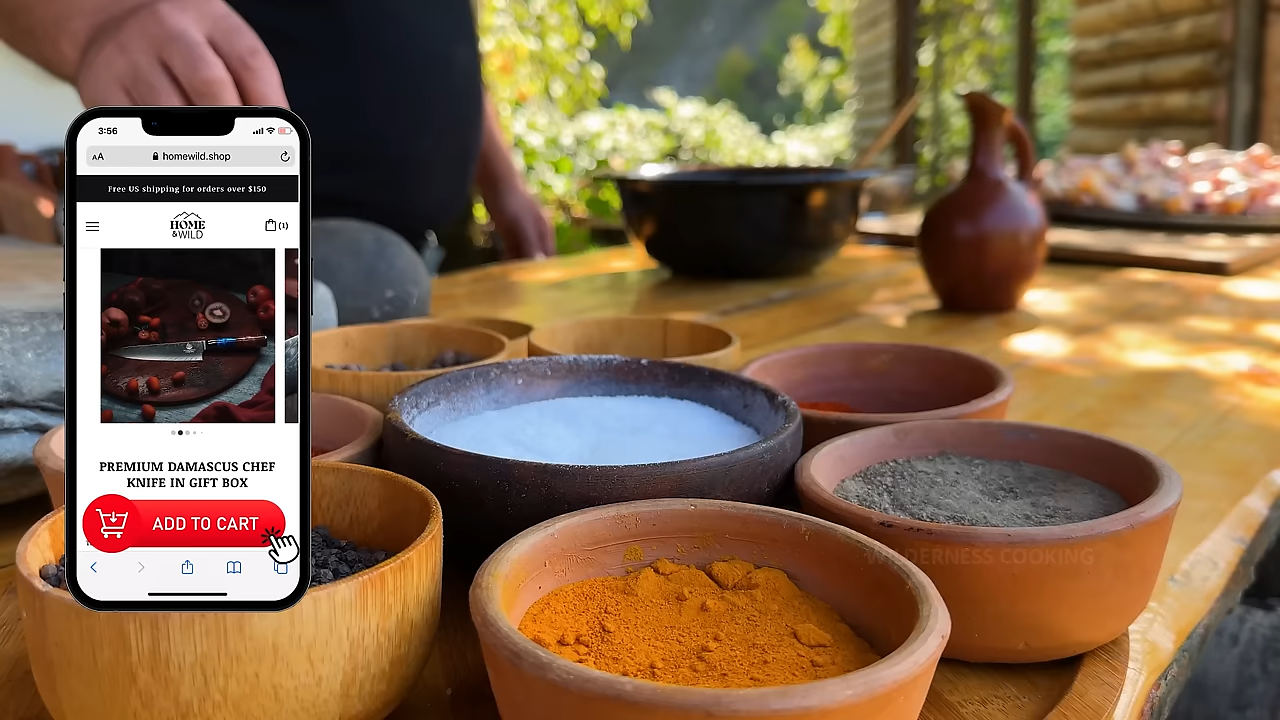 3:56
AA
homewild.shop
Free US shipping for orders over $150
HOME
&WILD
(1)
PREMIUM DAMASCUS CHEF
KNIFE IN GIFT BOX
ADD TO CART
WILDERNESS COOKING